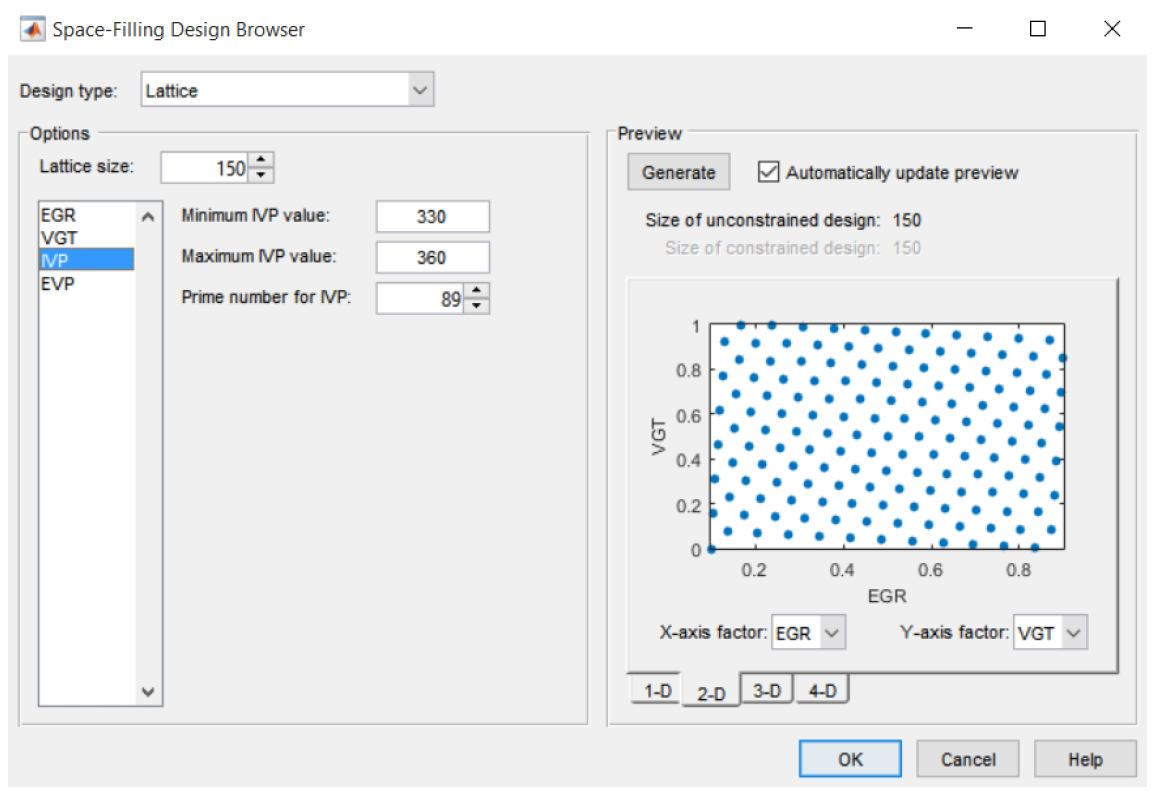 Space-Filling Design Browser
Design type: Lattice
Options
Lattice size: 150
EGR
VGT
IVP
EVP
Minimum IVP value: 330
Maximum IVP value: 360
Prime number for IVP: 89
Preview
Generate
Automatically update preview
Size of unconstrained design: 150
Size of constrained design: 150
1
0.8
0.6
0.4
0.2
0
VGT
0.2 0.4 0.6 0.8
EGR
X-axis factor: EGR Y-axis factor: VGT
1-D 2-D 3-D 4-D
OK Cancel Help